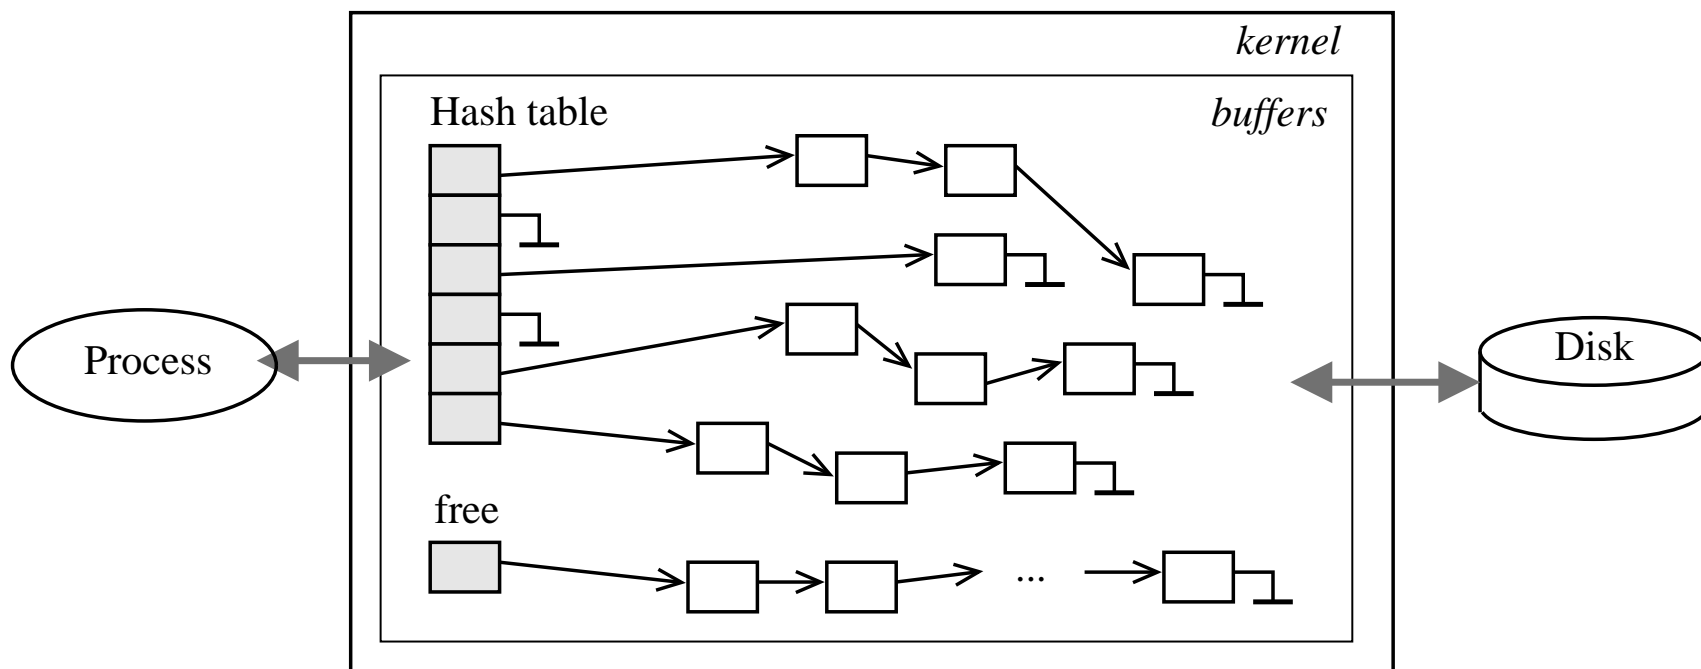 kernel
Hash table
buffers
Process
Disk
free
...